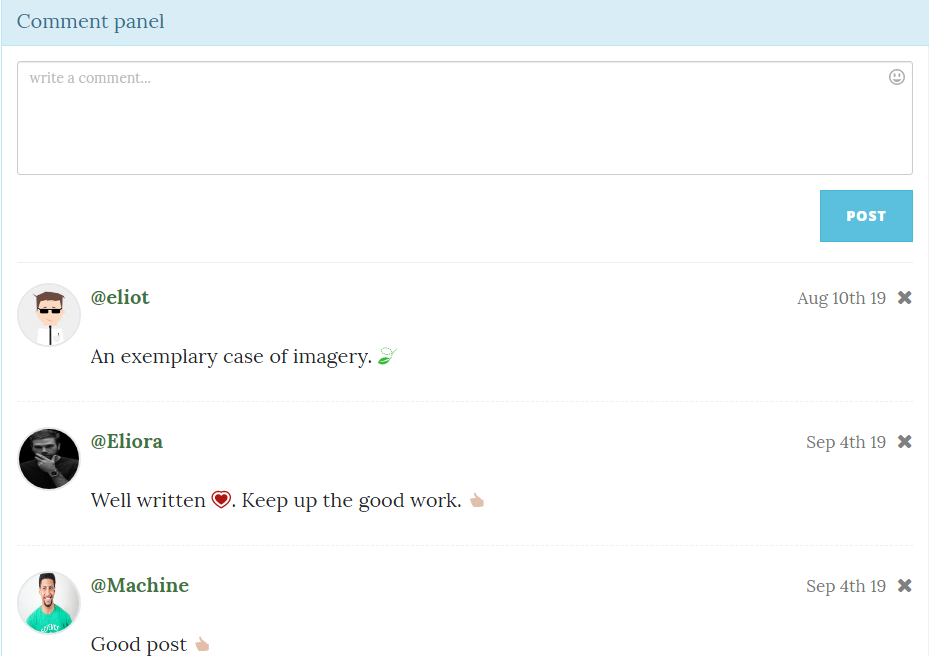 Comment panel
write a comment...
POST
@eliot
Aug 10th 19
An exemplary case of imagery.
@Eliora
Sep 4th 19
Well written . Keep up the good work.
@Machine
Sep 4th 19
Good post